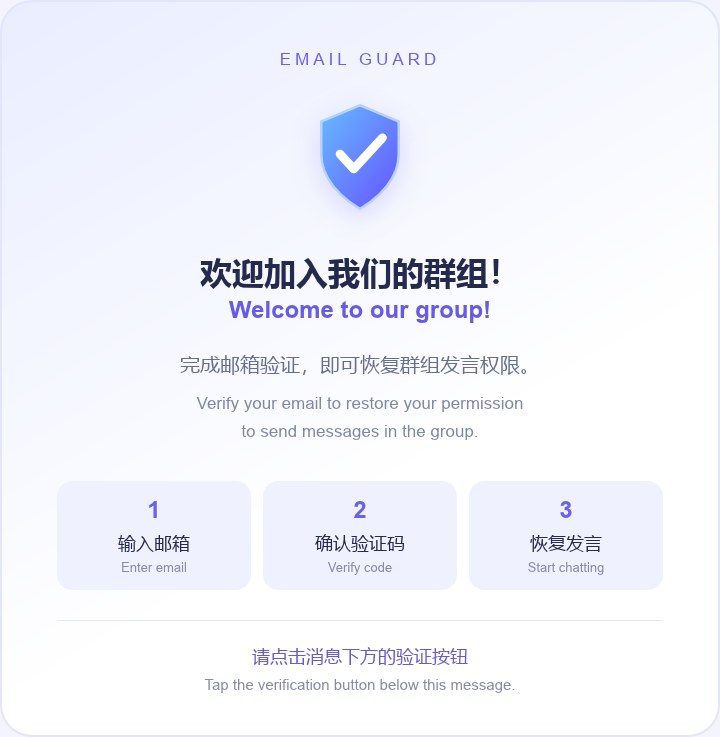 EMAIL GUARD
欢迎加入我们的群组！
Welcome to our group!
完成邮箱验证，即可恢复群组发言权限。
Verify your email to restore your permission
to send messages in the group.
1
输入邮箱
Enter email
2
确认验证码
Verify code
3
恢复发言
Start chatting
请点击消息下方的验证按钮
Tap the verification button below this message.